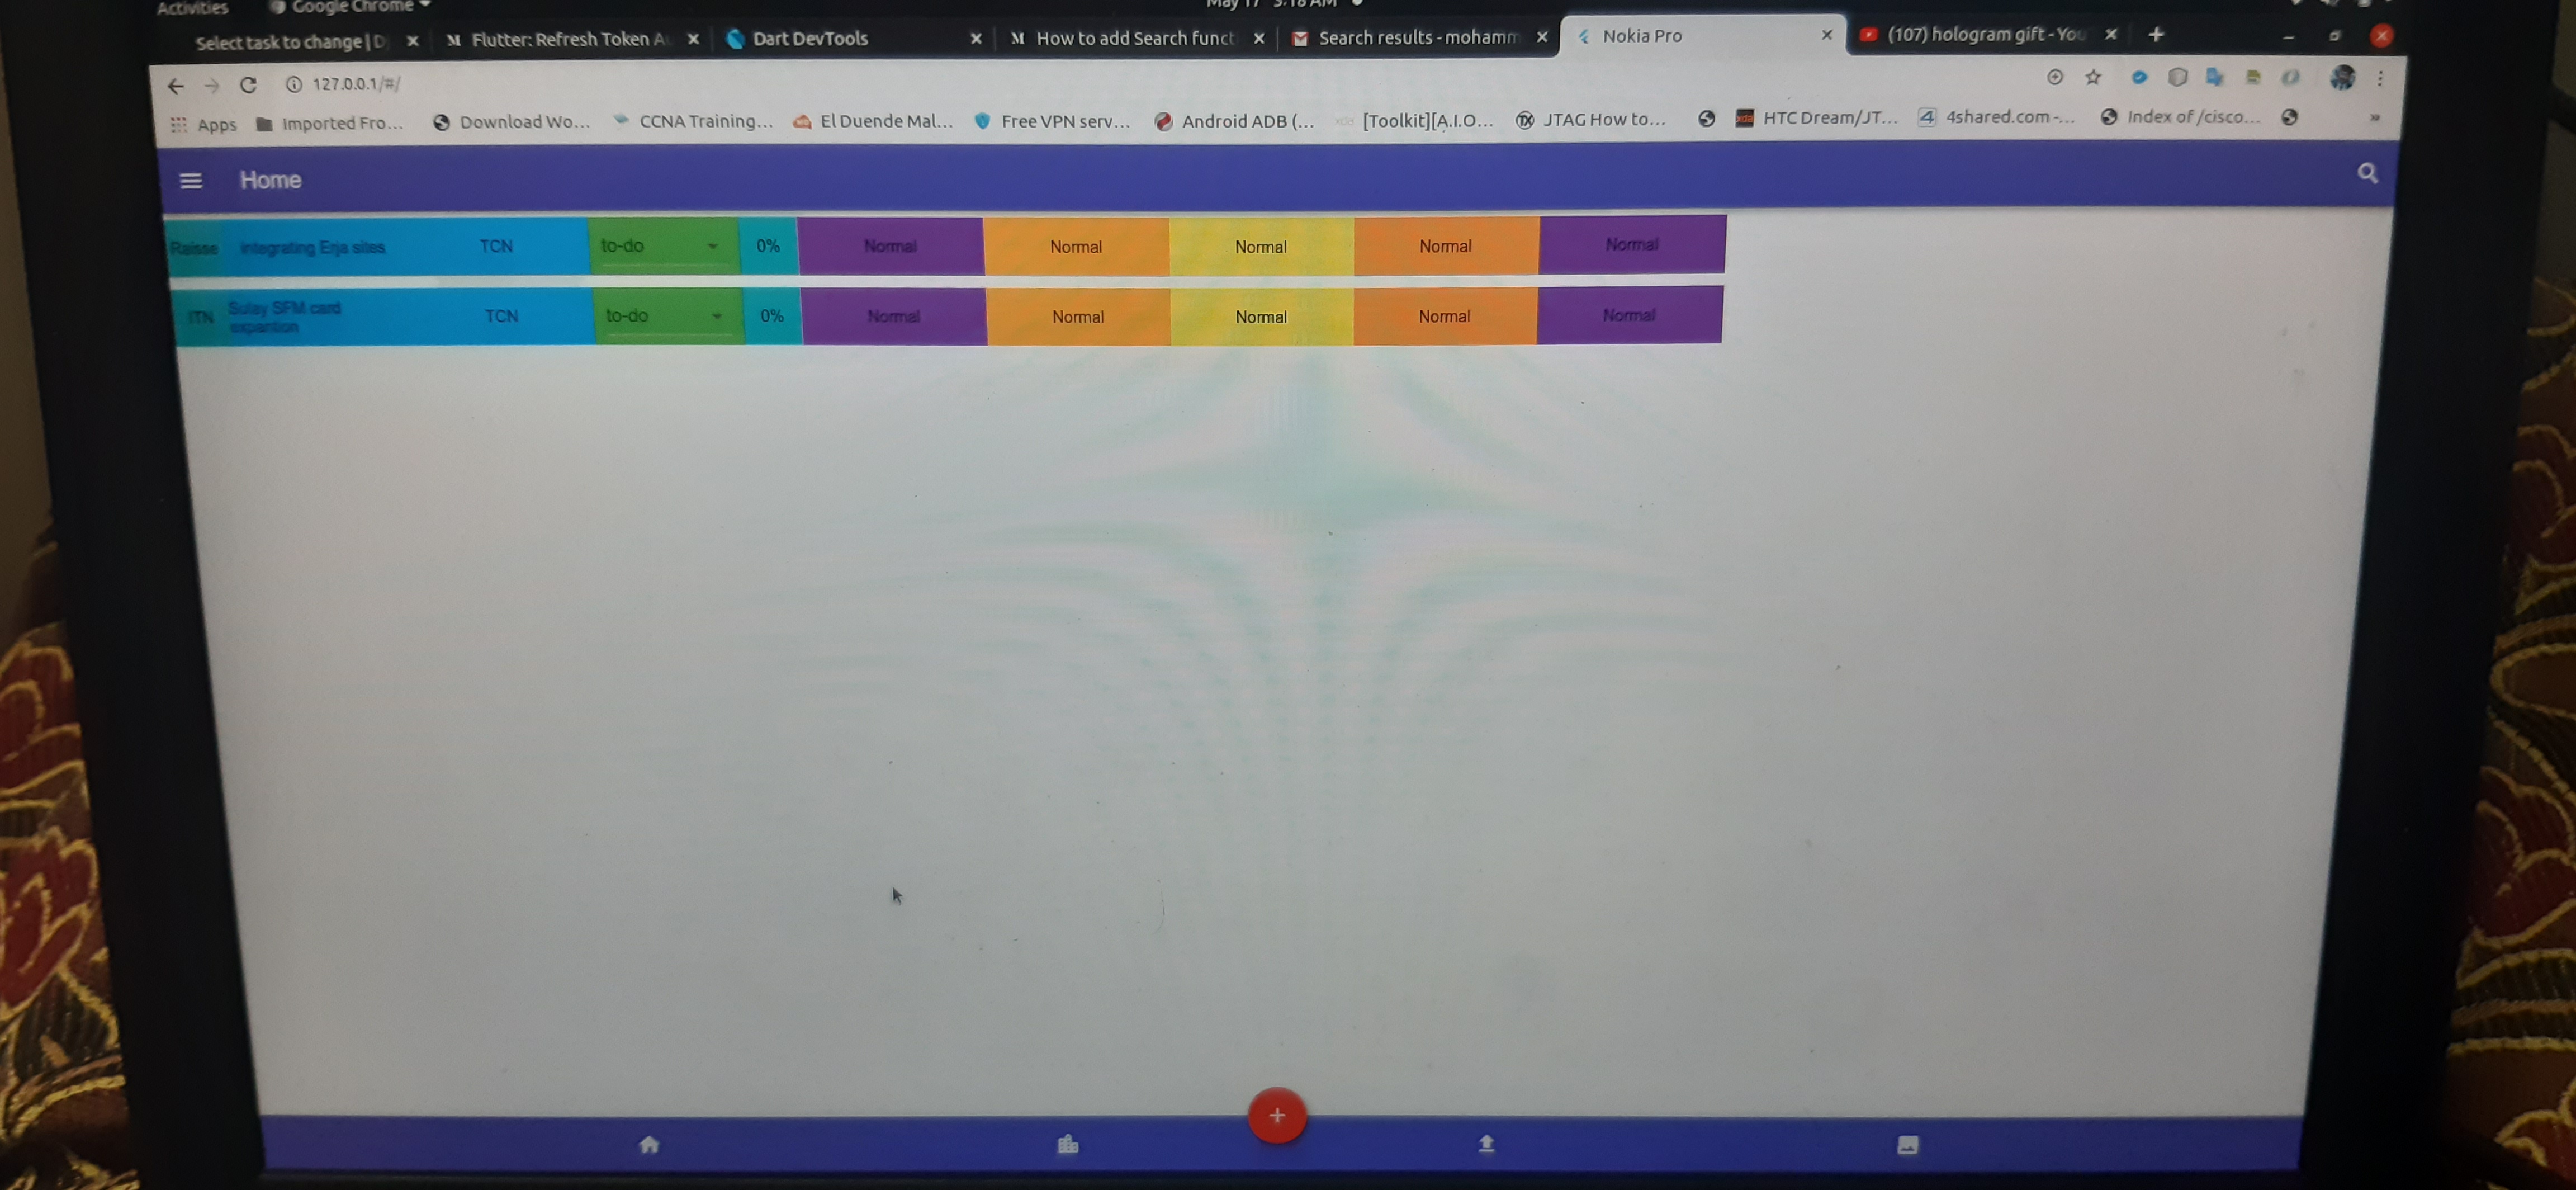 Activities Google Chrome May 17 5:18 AM
Select task to change | D Flutter: Refresh Token A Dart DevTools How to add Search funct Search results - mohamm Nokia Pro (107) hologram gift - You
127.0.0.1/#/
Apps Imported Fro... Download Wo... CCNA Training... El Duende Mal... Free VPN serv... Android ADB (... [Toolkit][A.I.O... JTAG How to... HTC Dream/JT... 4shared.com -... Index of /cisco...
Home
Raisse integrating Erja sites TCN to-do 0% Normal Normal Normal Normal Normal
ITN Sulay SFM card TCN to-do 0% Normal Normal Normal Normal Normal
expantion